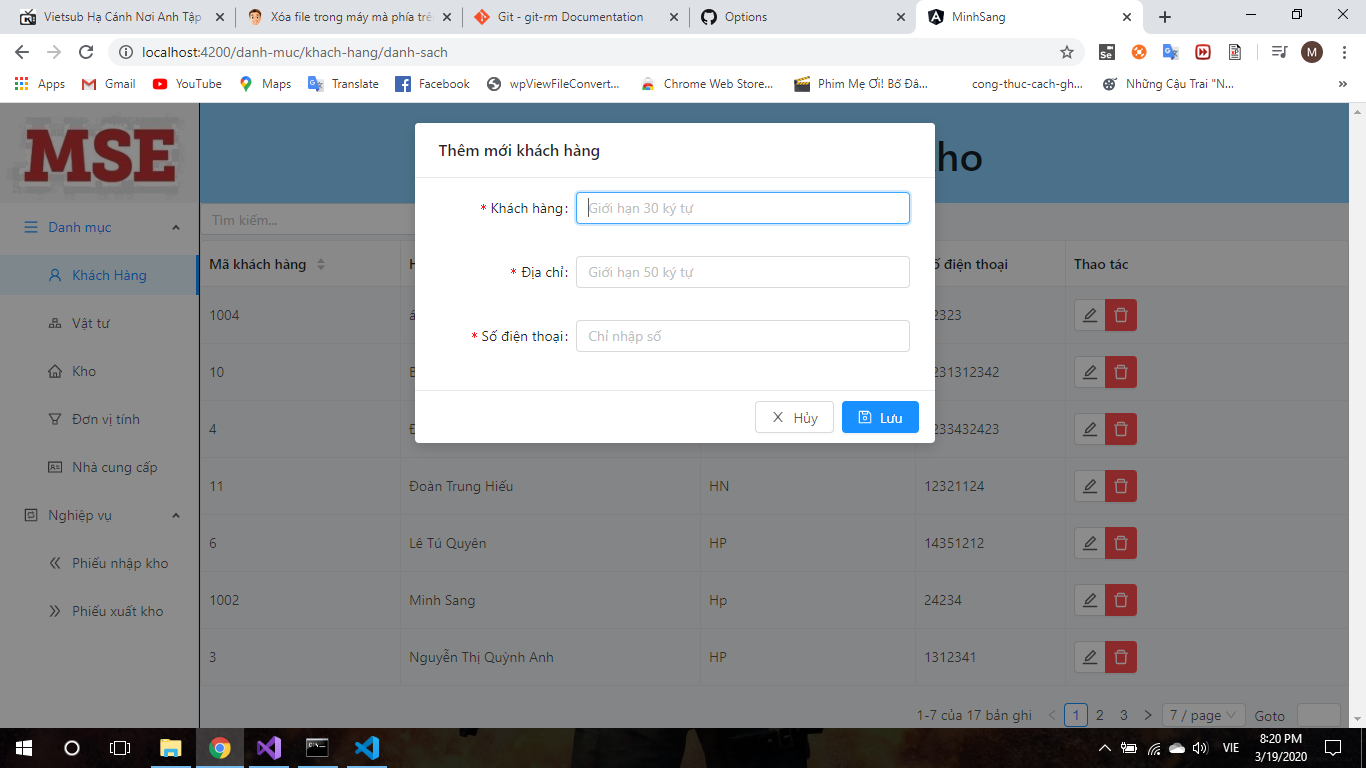 Vietsub Hạ Cánh Nơi Anh Tập
Xóa file trong máy mà phía trê
Git - git-rm Documentation
Options
MinhSang
localhost:4200/danh-muc/khach-hang/danh-sach
M
Apps
Gmail
YouTube
Maps
Translate
Facebook
wpViewFileConvert...
Chrome Web Store...
Phim Mẹ Ơi! Bố Đâ...
cong-thuc-cach-gh...
Những Cậu Trai "N...
MSE
ho
Danh mục
Khách Hàng
Vật tư
Kho
Đơn vị tính
Nhà cung cấp
Nghiệp vụ
Phiếu nhập kho
Phiếu xuất kho
Tìm kiếm...
Thêm mới khách hàng
* Khách hàng:
Giới hạn 30 ký tự
* Địa chỉ:
Giới hạn 50 ký tự
* Số điện thoại:
Chỉ nhập số
Hủy
Lưu
Mã khách hàng
điện thoại
Thao tác
1004
2323
10
231312342
4
233432423
11
Đoàn Trung Hiếu
HN
12321124
6
Lê Tú Quyên
HP
14351212
1002
Minh Sang
Hp
24234
3
Nguyễn Thị Quỳnh Anh
HP
1312341
1-7 của 17 bản ghi
1
2
3
7 / page
Goto
VIE
8:20 PM
3/19/2020